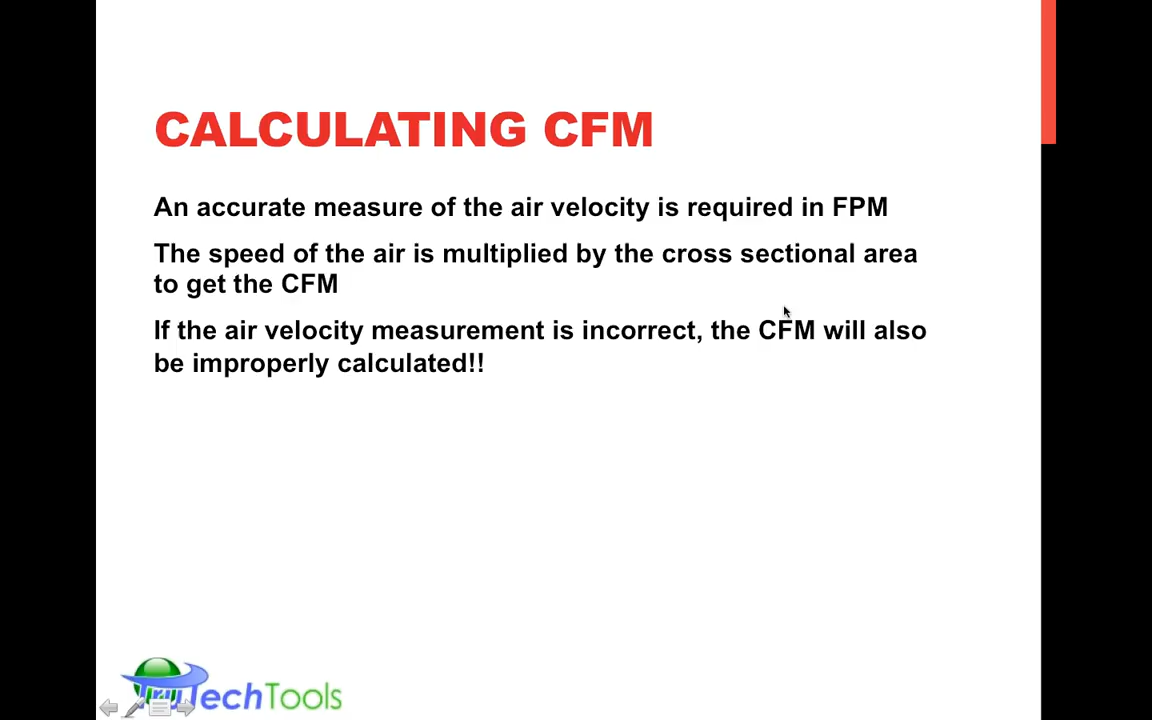 CALCULATING CFM
An accurate measure of the air velocity is required in FPM
The speed of the air is multiplied by the cross sectional area
to get the CFM
If the air velocity measurement is incorrect, the CFM will also
be improperly calculated!!
TruTechTools